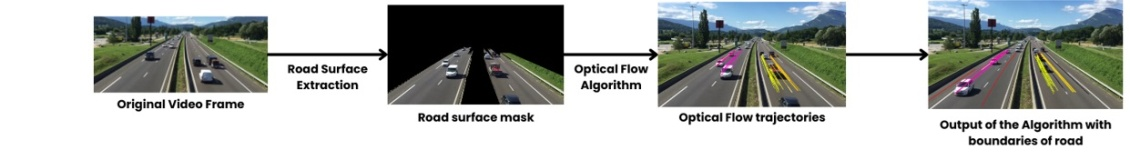 Original Video Frame
Road Surface
Extraction
Road surface mask
Optical Flow
Algorithm
Optical Flow trajectories
Output of the Algorithm with
boundaries of road